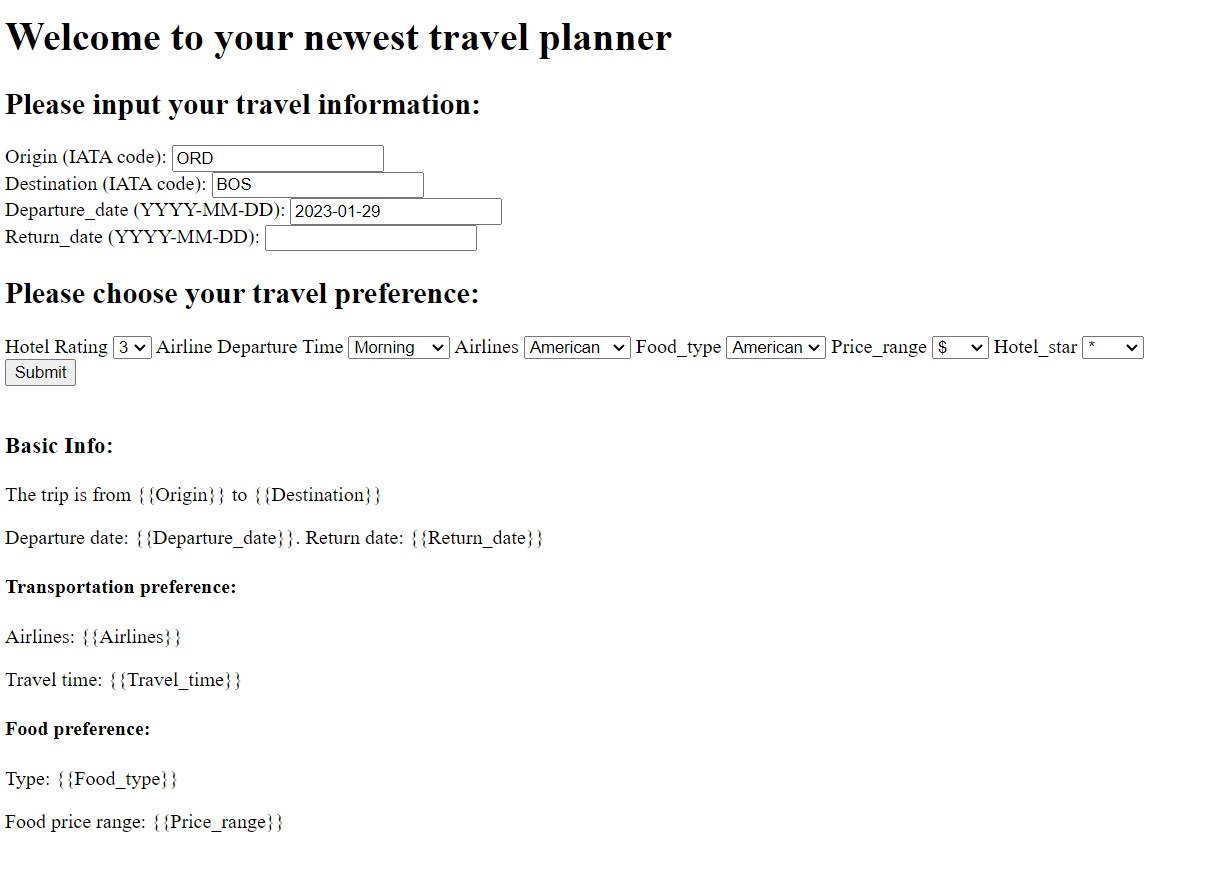 Welcome to your newest travel planner
Please input your travel information:
Origin (IATA code): ORD
Destination (IATA code): BOS
Departure_date (YYYY-MM-DD): 2023-01-29
Return_date (YYYY-MM-DD):
Please choose your travel preference:
Hotel Rating 3 Airline Departure Time Morning Airlines American Food_type American Price_range $ Hotel_star *
Submit
Basic Info:
The trip is from {{Origin}} to {{Destination}}
Departure date: {{Departure_date}}. Return date: {{Return_date}}
Transportation preference:
Airlines: {{Airlines}}
Travel time: {{Travel_time}}
Food preference:
Type: {{Food_type}}
Food price range: {{Price_range}}